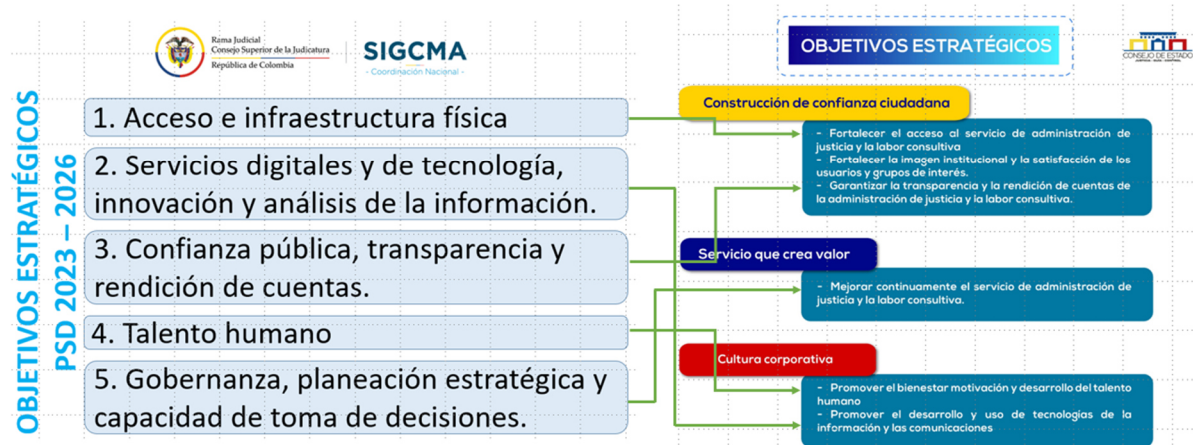 Rama Judicial
Consejo Superior de la Judicatura
República de Colombia
SIGCMA
- Coordinación Nacional -
OBJETIVOS ESTRATÉGICOS
PSD 2023 – 2026
1. Acceso e infraestructura física
2. Servicios digitales y de tecnología,
innovación y análisis de la información.
3. Confianza pública, transparencia y
rendición de cuentas.
4. Talento humano
5. Gobernanza, planeación estratégica y
capacidad de toma de decisiones.
OBJETIVOS ESTRATÉGICOS
CONSEJO DE ESTADO
Construcción de confianza ciudadana
- Fortalecer el acceso al servicio de administración de
justicia y la labor consultiva
- Fortalecer la imagen institucional y la satisfacción de los
usuarios y grupos de interés.
- Garantizar la transparencia y la rendición de cuentas de
la administración de justicia y la labor consultiva.
Servicio que crea valor
- Mejorar continuamente el servicio de administración de
justicia y la labor consultiva.
Cultura corporativa
- Promover el bienestar motivación y desarrollo del talento
humano
- Promover el desarrollo y uso de tecnologías de la
información y las comunicaciones